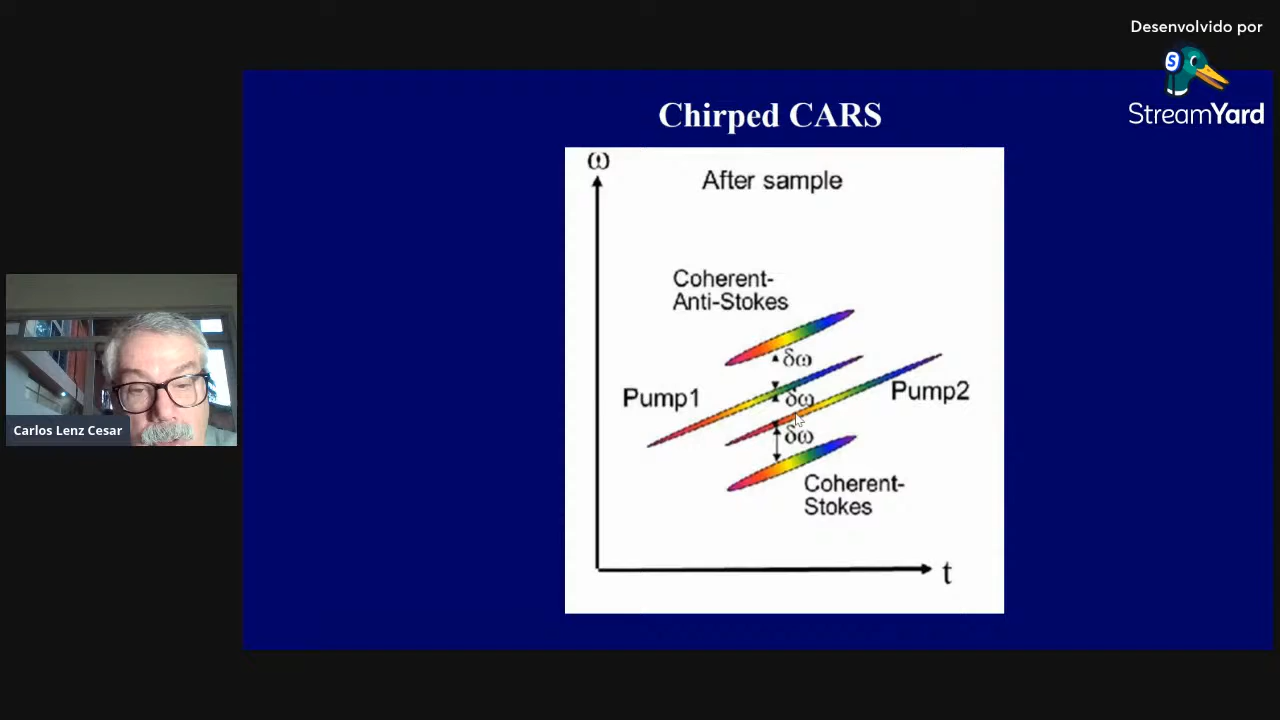 Desenvolvido por
StreamYard
Chirped CARS
ω
After sample
Coherent-
Anti-Stokes
δω
Pump1
δω
Pump2
δω
Coherent-
Stokes
t
Carlos Lenz Cesar